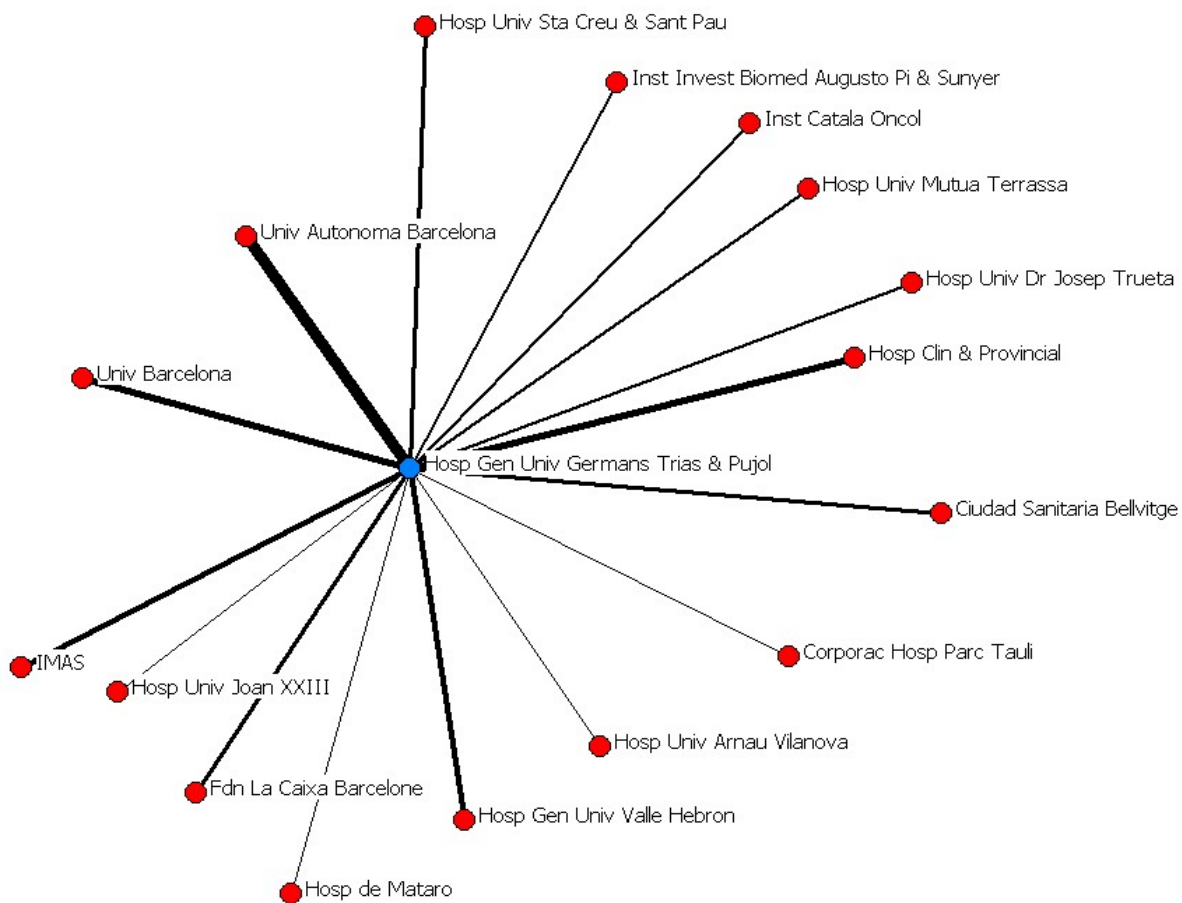 Hosp Univ Sta Creu & Sant Pau
Inst Invest Biomed Augusto Pi & Sunyer
Inst Catala Oncol
Hosp Univ Mutua Terrassa
Univ Autonoma Barcelona
Hosp Univ Dr Josep Trueta
Hosp Clin & Provincial
Univ Barcelona
Hosp Gen Univ Germans Trias & Pujol
Ciudad Sanitaria Bellvitge
Corporac Hosp Parc Tauli
IMAS
Hosp Univ Joan XXIII
Hosp Univ Arnau Vilanova
Fdn La Caixa Barcelone
Hosp Gen Univ Valle Hebron
Hosp de Mataro